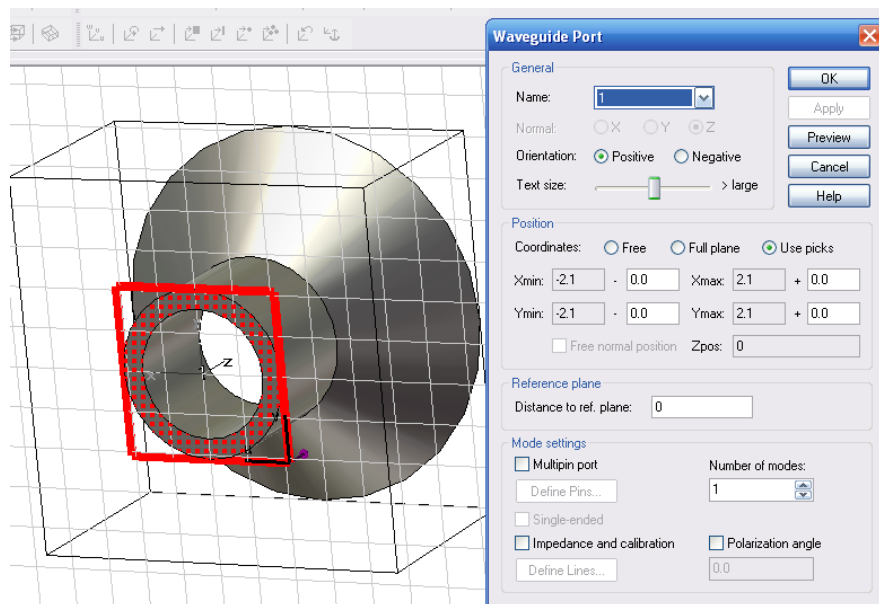 Waveguide Port
General
Name: 1
Normal: X Y Z
Orientation: Positive Negative
Text size: > large
OK
Apply
Preview
Cancel
Help
Position
Coordinates: Free Full plane Use picks
Xmin: -2.1 - 0.0 Xmax: 2.1 + 0.0
Ymin: -2.1 - 0.0 Ymax: 2.1 + 0.0
Free normal position Zpos: 0
Reference plane
Distance to ref. plane: 0
Mode settings
Multipin port Number of modes:
Define Pins... 1
Single-ended
Impedance and calibration Polarization angle
Define Lines... 0.0
Z